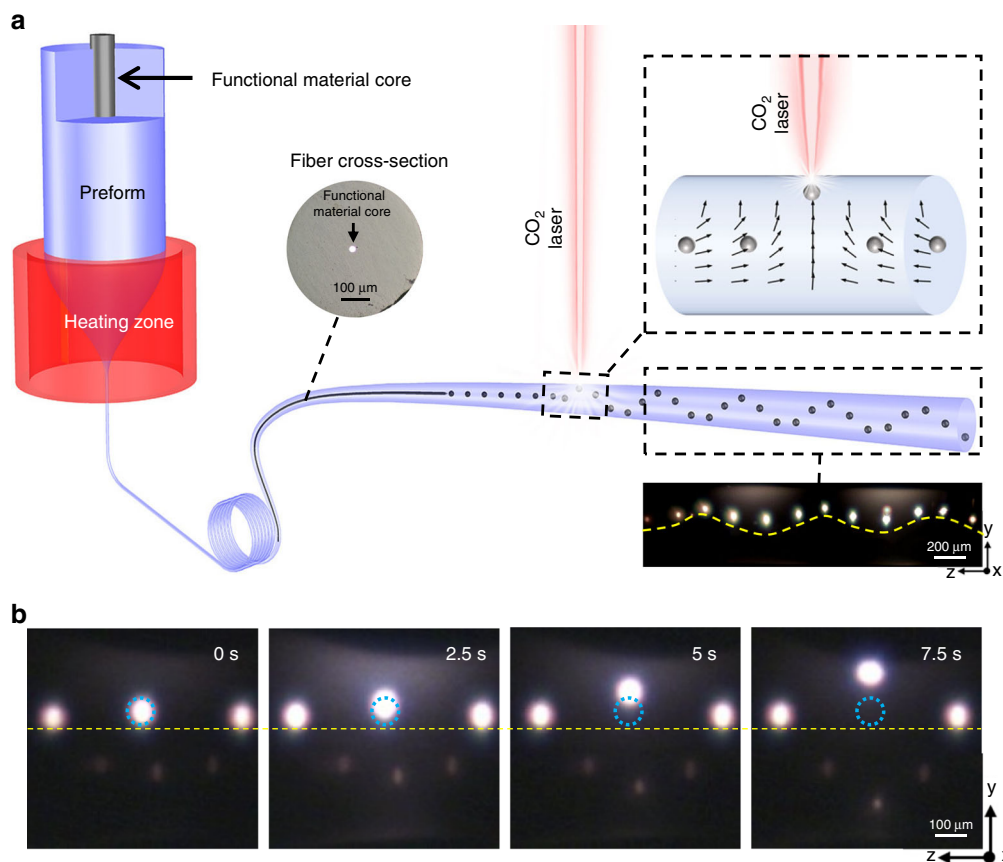 a
Functional material core
Preform
Heating zone
Fiber cross-section
Functional
material core
100 μm
CO2
laser
CO2
laser
200 μm
y
z
x
b
0 s
2.5 s
5 s
7.5 s
100 μm
y
z